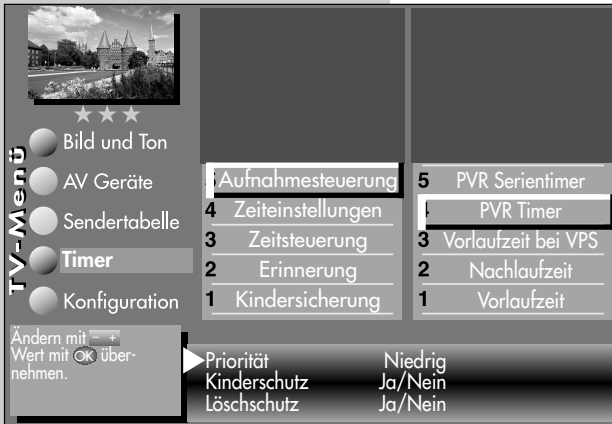 TV-Menü
Bild und Ton
AV Geräte
Sendertabelle
Timer
Konfiguration
Aufnahmesteuerung
4 Zeiteinstellungen
3 Zeitsteuerung
2 Erinnerung
1 Kindersicherung
5 PVR Serientimer
PVR Timer
3 Vorlaufzeit bei VPS
2 Nachlaufzeit
1 Vorlaufzeit
Ändern mit - +
Wert mit OK über-
nehmen.
Priorität Niedrig
Kinderschutz Ja/Nein
Löschschutz Ja/Nein